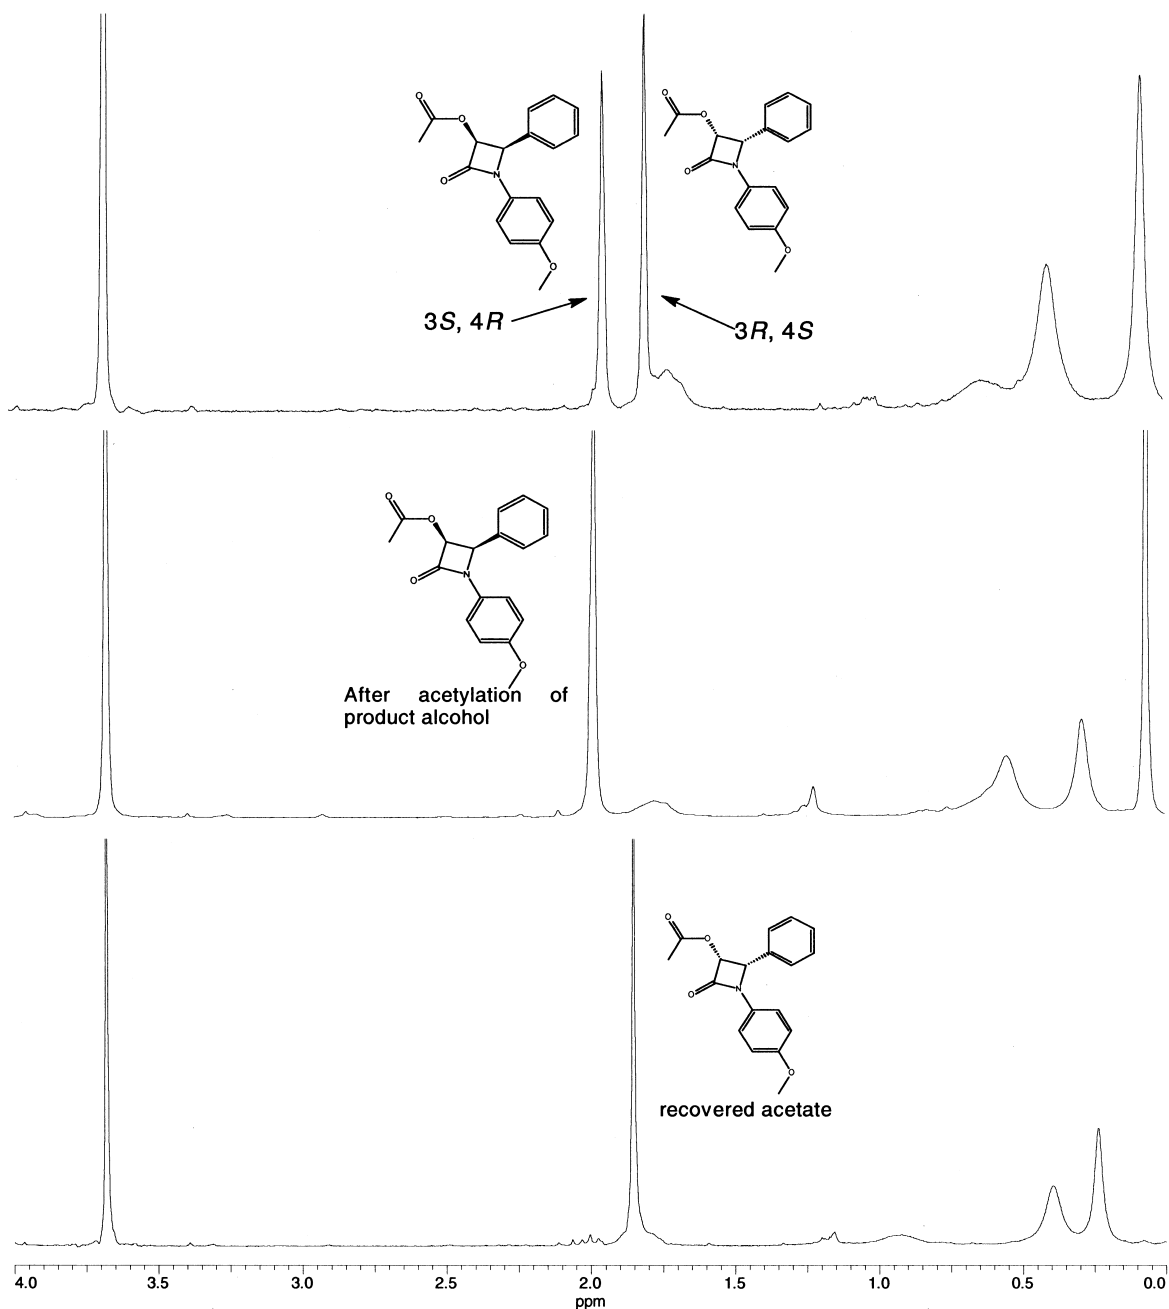 O
O
O
N
O
O
O
O
N
O
3S, 4R
3R, 4S
O
O
O
N
O
After acetylation of
product alcohol
O
O
O
N
O
recovered acetate
4.0 3.5 3.0 2.5 2.0 1.5 1.0 0.5 0.0
ppm